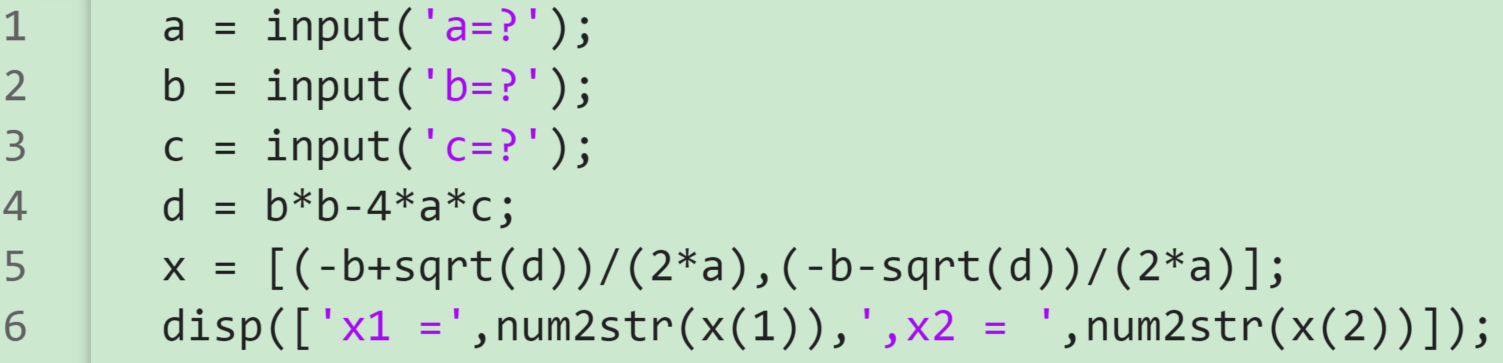 1 a = input('a=?');
2 b = input('b=?');
3 c = input('c=?');
4 d = b*b-4*a*c;
5 x = [(-b+sqrt(d))/(2*a),(-b-sqrt(d))/(2*a)];
6 disp(['x1 =',num2str(x(1)),',x2 = ',num2str(x(2))]);